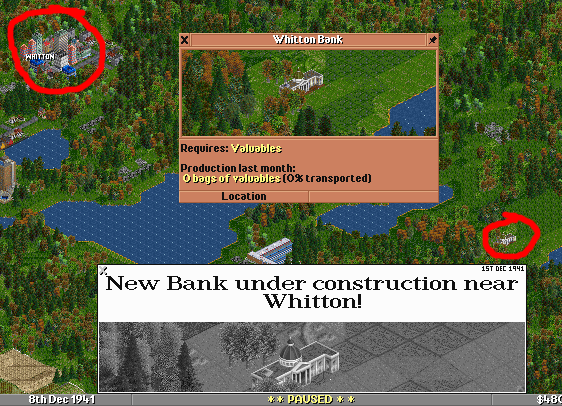 WHITTON
Whitton Bank
Requires: Valuables
Production last month:
0 bags of valuables (0% transported)
Location
1ST DEC 1941
New Bank under construction near
Whitton!
8th Dec 1941
* * PAUSED * *
$480